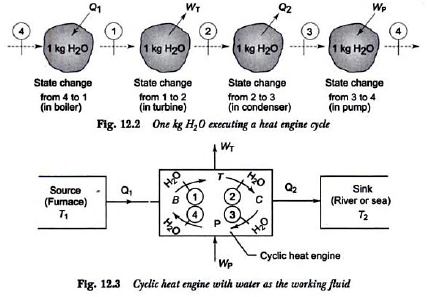 Q1 WT Q2 WP
4 1 kg H2O 1 1 kg H2O 2 1 kg H2O 3 1 kg H2O 4
State change State change State change State change
from 4 to 1 from 1 to 2 from 2 to 3 from 3 to 4
(in boiler) (in turbine) (in condenser) (in pump)
Fig. 12.2 One kg H2O executing a heat engine cycle
WT
Source
(Furnace)
T1
Q1
H2O T H2O
B 1 2 C
4 3
H2O P H2O
Q2
Sink
(River or sea)
T2
Cyclic heat engine
WP
Fig. 12.3 Cyclic heat engine with water as the working fluid